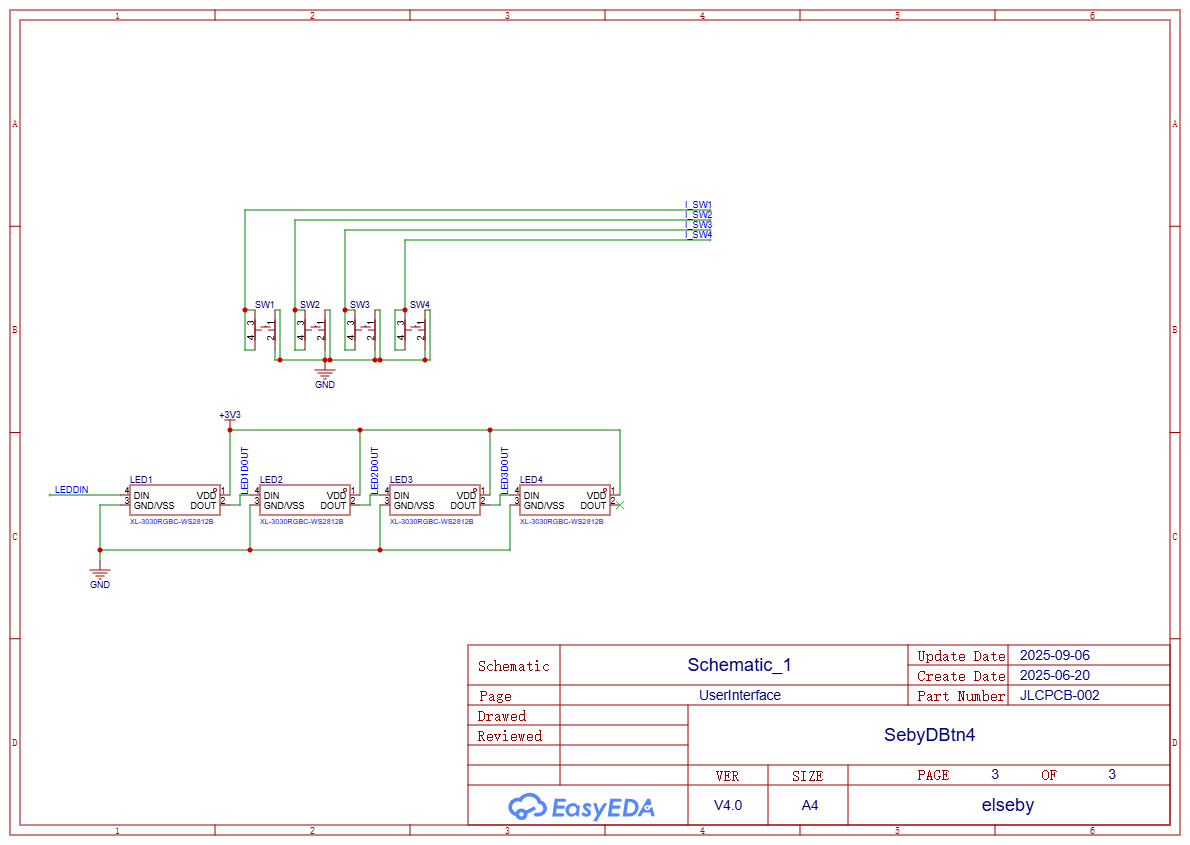 1 2 3 4 5 6
A A
I_SW1
I_SW2
I_SW3
I_SW4
SW1 SW2 SW3 SW4
B B
3 1 3 1 3 1 3 1
4 2 4 2 4 2 4 2
GND
+3V3
LED1DOUT LED2DOUT LED3DOUT
LED1 LED2 LED3 LED4
LEDDIN 4 DIN VDD 1 4 DIN VDD 1 4 DIN VDD 1 4 DIN VDD 1
3 GND/VSS DOUT 2 3 GND/VSS DOUT 2 3 GND/VSS DOUT 2 3 GND/VSS DOUT 2
XL-3030RGBC-WS2812B XL-3030RGBC-WS2812B XL-3030RGBC-WS2812B XL-3030RGBC-WS2812B
C C
GND
Schematic Schematic_1 Update Date 2025-09-06
Create Date 2025-06-20
Page UserInterface Part Number JLCPCB-002
Drawed
Reviewed SebyDBtn4
D D
VER SIZE PAGE 3 OF 3
EasyEDA V4.0 A4 elseby
1 2 3 4 5 6